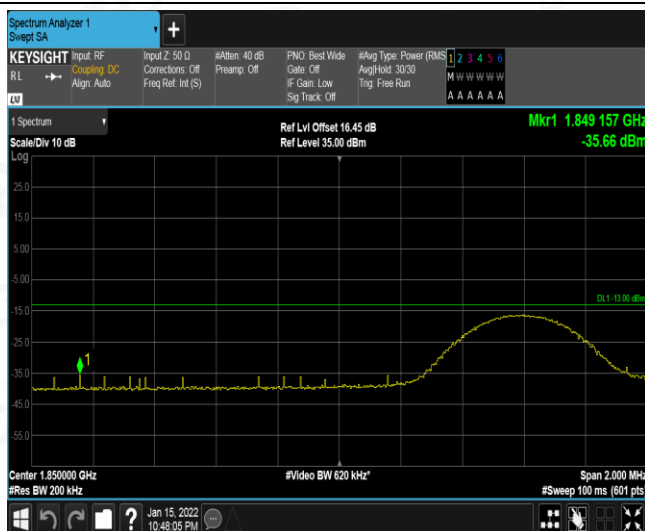 Spectrum Analyzer 1
Swept SA
KEYSIGHT
RL
LXI
Input: RF
Coupling: DC
Align: Auto
Input Z: 50 Ω
Corrections: Off
Freq Ref: Int (S)
#Atten: 40 dB
Preamp: Off
PNO: Best Wide
Gate: Off
IF Gain: Low
Sig Track: Off
#Avg Type: Power (RMS
Avg|Hold: 30/30
Trig: Free Run
1 2 3 4 5 6
M W W W W W
A A A A A A
1 Spectrum
Scale/Div 10 dB
Log
Ref Lvl Offset 16.45 dB
Ref Level 35.00 dBm
Mkr1 1.849 157 GHz
-35.66 dBm
25.0
15.0
5.00
-5.00
DL1 -13.00 dBm
-15.0
-25.0
1
-35.0
-45.0
-55.0
Center 1.850000 GHz
#Res BW 200 kHz
#Video BW 620 kHz*
Span 2.000 MHz
#Sweep 100 ms (601 pts)
?
Jan 15, 2022
10:48:05 PM